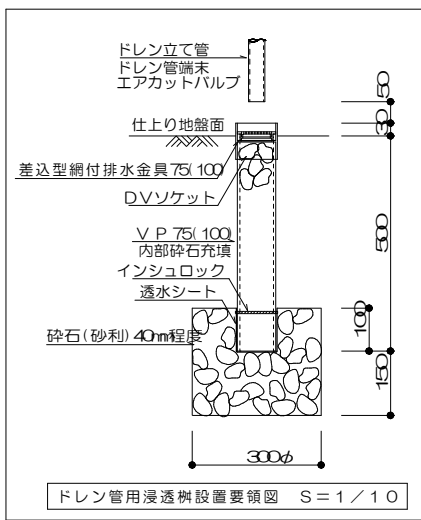 ドレン立て管
ドレン管端末
エアカットバルブ
50
仕上り地盤面
30
差込型網付排水金具75(100)
DVソケット
VP75(100)
内部砕石充填
500
インシュロック
透水シート
100
砕石(砂利)40mm程度
150
300φ
ドレン管用浸透桝設置要領図 S=1/10